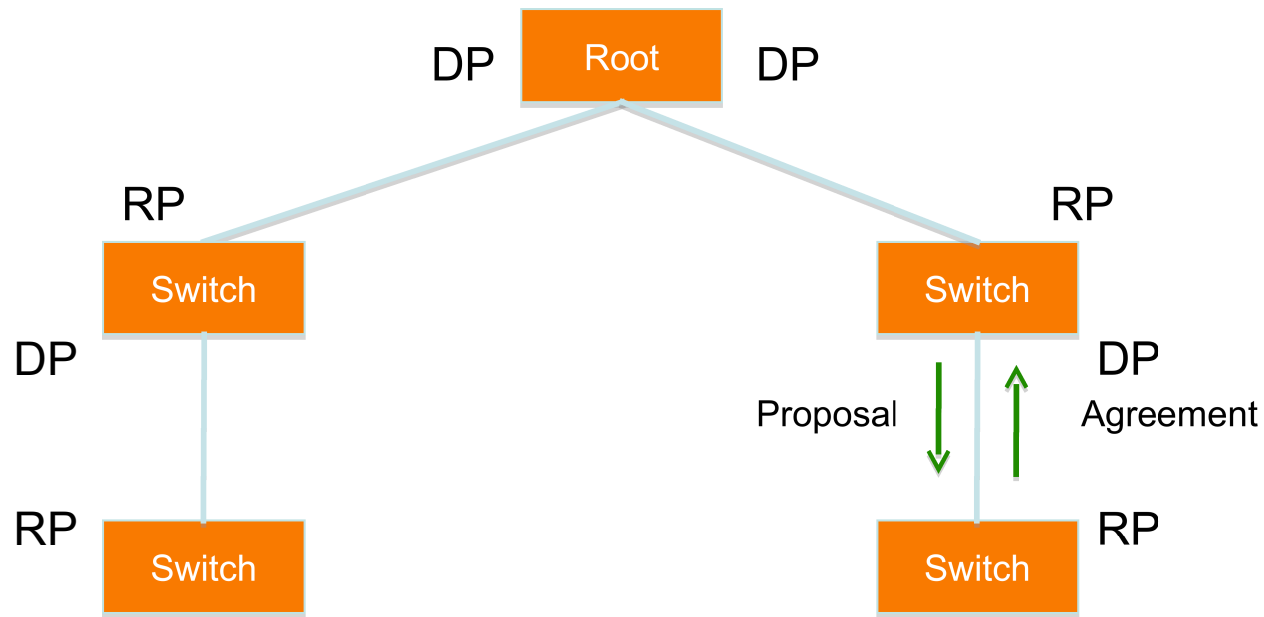 DP
Root
DP
RP
RP
Switch
Switch
DP
DP
Proposal
Agreement
RP
RP
Switch
Switch